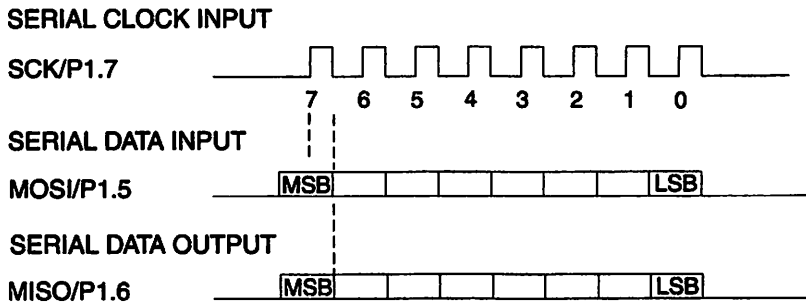 SERIAL CLOCK INPUT
SCK/P1.7
7 6 5 4 3 2 1 0
SERIAL DATA INPUT
MOSI/P1.5 MSB LSB
SERIAL DATA OUTPUT
MISO/P1.6 MSB LSB